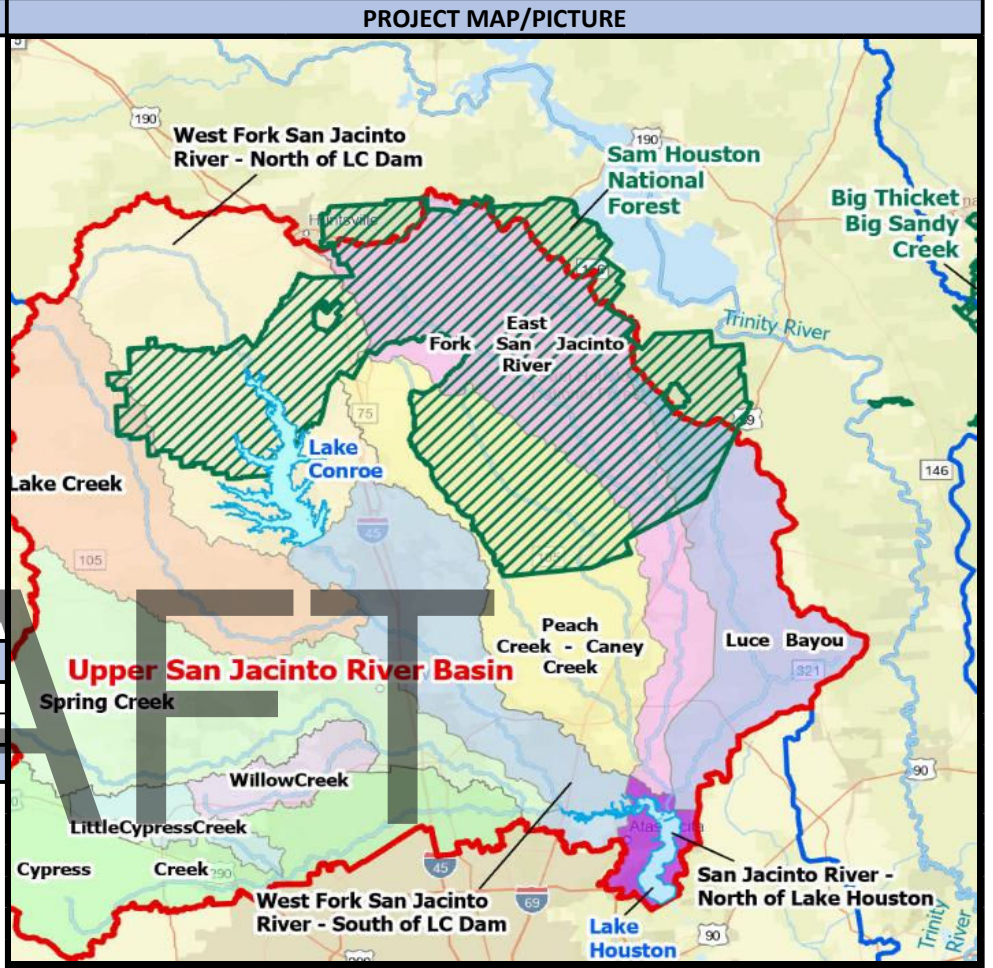 PROJECT MAP/PICTURE
190
West Fork San Jacinto
River - North of LC Dam
190
Sam Houston
National
Forest
Big Thicket
Big Sandy
Creek
Huntsville
Trinity River
East
Fork San Jacinto
River
75
Lake
Conroe
146
Lake Creek
45
105
Peach
Creek - Caney
Creek
Luce Bayou
321
Upper San Jacinto River Basin
Spring Creek
AFT
90
WillowCreek
LittleCypressCreek
Cypress Creek
290
45
West Fork San Jacinto
River - South of LC Dam
69
San Jacinto River -
North of Lake Houston
Lake
Houston
90
Trinity
River